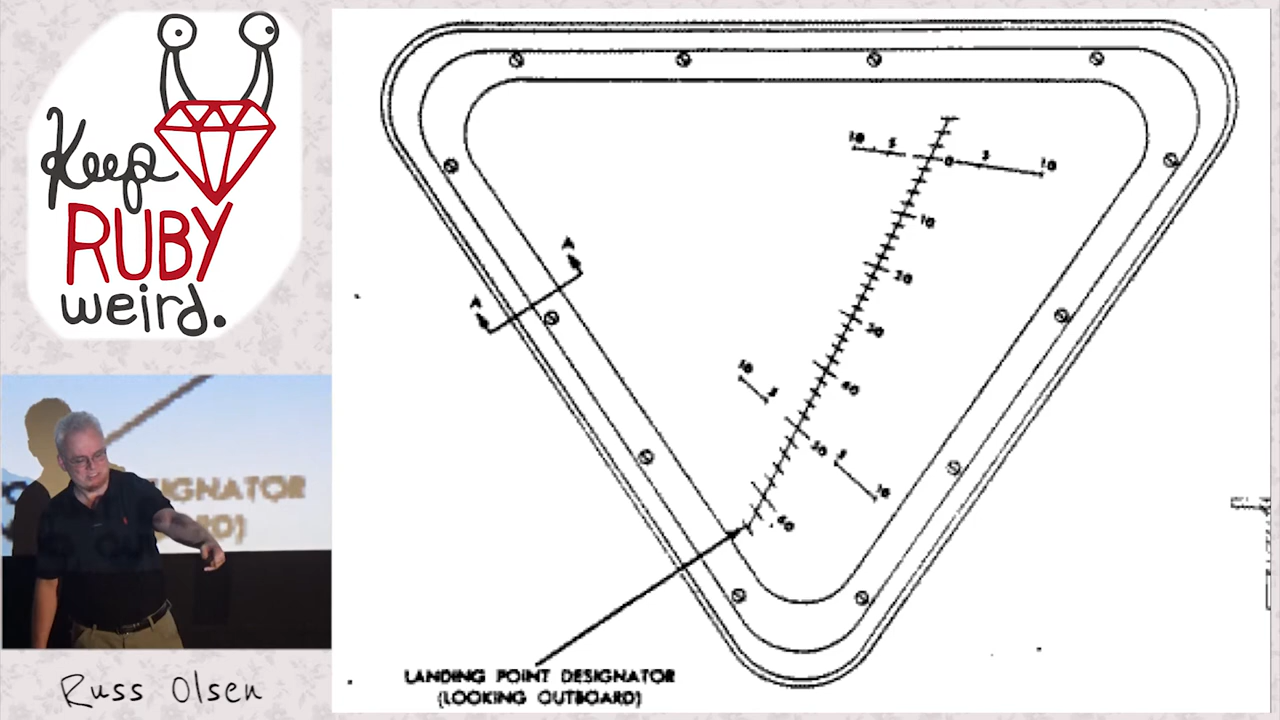 Keep
RUBY
weird.
10 5 0 5 10
10
20
30
40
10 5
50
5 10
60
A
A
LANDING POINT DESIGNATOR
(LOOKING OUTBOARD)
SIGNATOR
Russ Olsen